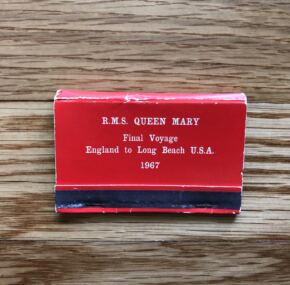 R.M.S. QUEEN MARY
Final Voyage
England to Long Beach U.S.A.
1967